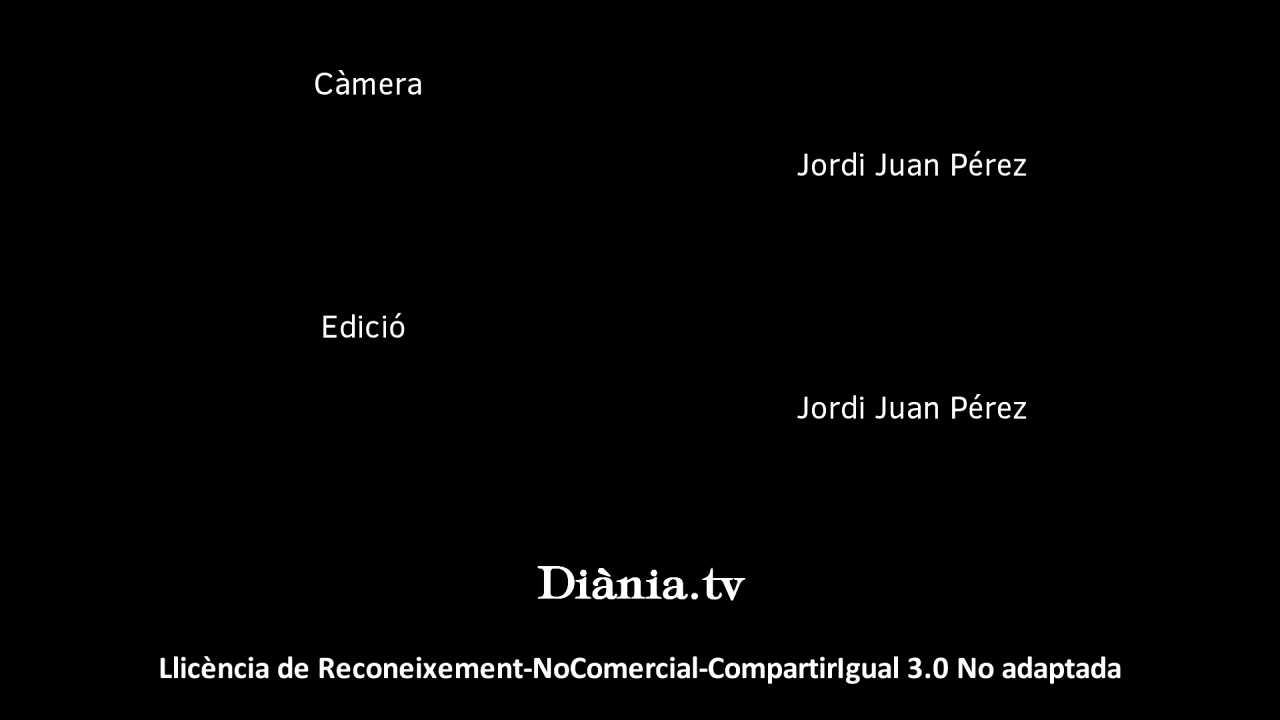 Càmera
Jordi Juan Pérez
Edició
Jordi Juan Pérez
Diània.tv
Llicència de Reconeixement-NoComercial-CompartirIgual 3.0 No adaptada